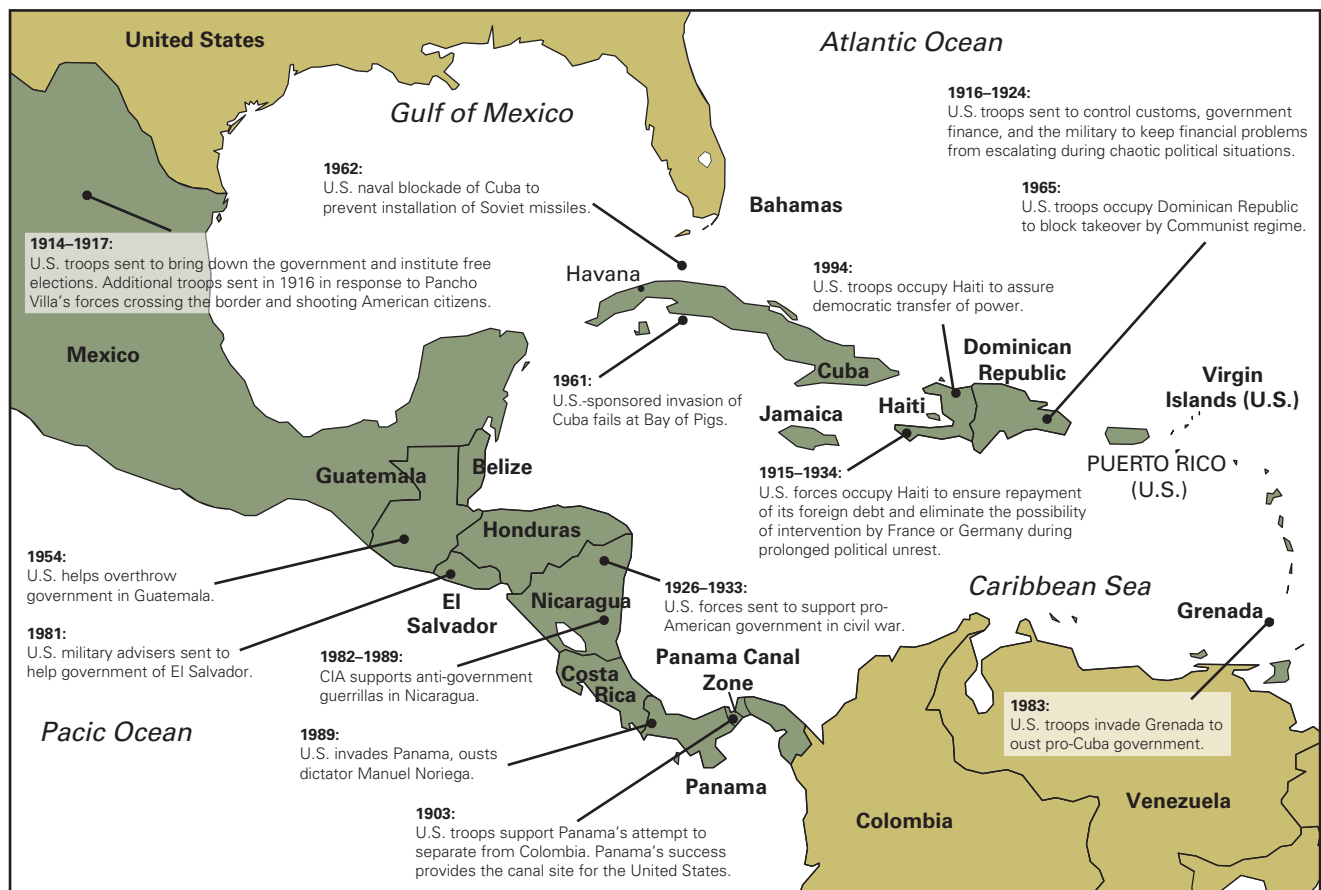 United States
Atlantic Ocean
Gulf of Mexico
1916–1924:
U.S. troops sent to control customs, government
finance, and the military to keep financial problems
from escalating during chaotic political situations.
1962:
U.S. naval blockade of Cuba to
prevent installation of Soviet missiles.
Bahamas
1965:
U.S. troops occupy Dominican Republic
to block takeover by Communist regime.
1914–1917:
U.S. troops sent to bring down the government and institute free
elections. Additional troops sent in 1916 in response to Pancho
Villa's forces crossing the border and shooting American citizens.
Havana
1994:
U.S. troops occupy Haiti to assure
democratic transfer of power.
Mexico
Cuba
Dominican
Republic
1961:
U.S.-sponsored invasion of
Cuba fails at Bay of Pigs.
Jamaica
Haiti
Virgin
Islands (U.S.)
PUERTO RICO
(U.S.)
Guatemala
Belize
1915–1934:
U.S. forces occupy Haiti to ensure repayment
of its foreign debt and eliminate the possibility
of intervention by France or Germany during
prolonged political unrest.
Honduras
1954:
U.S. helps overthrow
government in Guatemala.
El
Salvador
Nicaragua
1926–1933:
U.S. forces sent to support pro-
American government in civil war.
Caribbean Sea
Grenada
1981:
U.S. military advisers sent to
help government of El Salvador.
1982–1989:
CIA supports anti-government
guerrillas in Nicaragua.
Costa
Rica
Panama Canal
Zone
1983:
U.S. troops invade Grenada to
oust pro-Cuba government.
Pacic Ocean
1989:
U.S. invades Panama, ousts
dictator Manuel Noriega.
Panama
1903:
U.S. troops support Panama's attempt to
separate from Colombia. Panama's success
provides the canal site for the United States.
Colombia
Venezuela